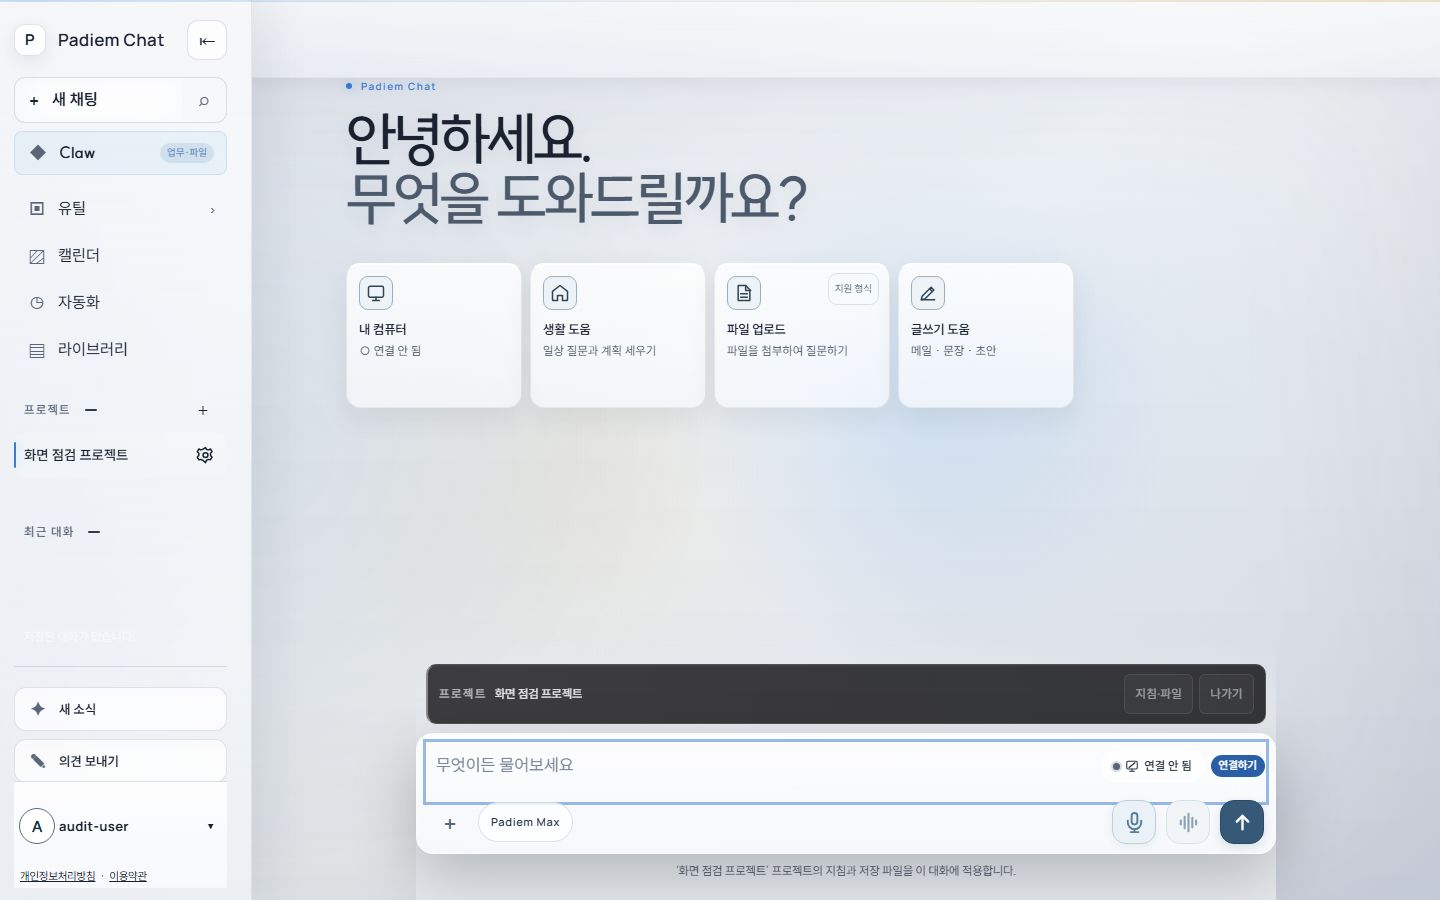 P Padiem Chat
+ 새 채팅
Claw 업무·파일
유틸
캘린더
자동화
라이브러리
프로젝트
화면 점검 프로젝트
최근 대화
저장된 대화가 없습니다.
새 소식
의견 보내기
A audit-user
개인정보처리방침 · 이용약관
Padiem Chat
안녕하세요.
무엇을 도와드릴까요?
내 컴퓨터
연결 안 됨
생활 도움
일상 질문과 계획 세우기
지원 형식
파일 업로드
파일을 첨부하여 질문하기
글쓰기 도움
메일 · 문장 · 초안
프로젝트 화면 점검 프로젝트 지침·파일 나가기
무엇이든 물어보세요 연결 안 됨 연결하기
+ Padiem Max
'화면 점검 프로젝트' 프로젝트의 지침과 저장 파일을 이 대화에 적용합니다.